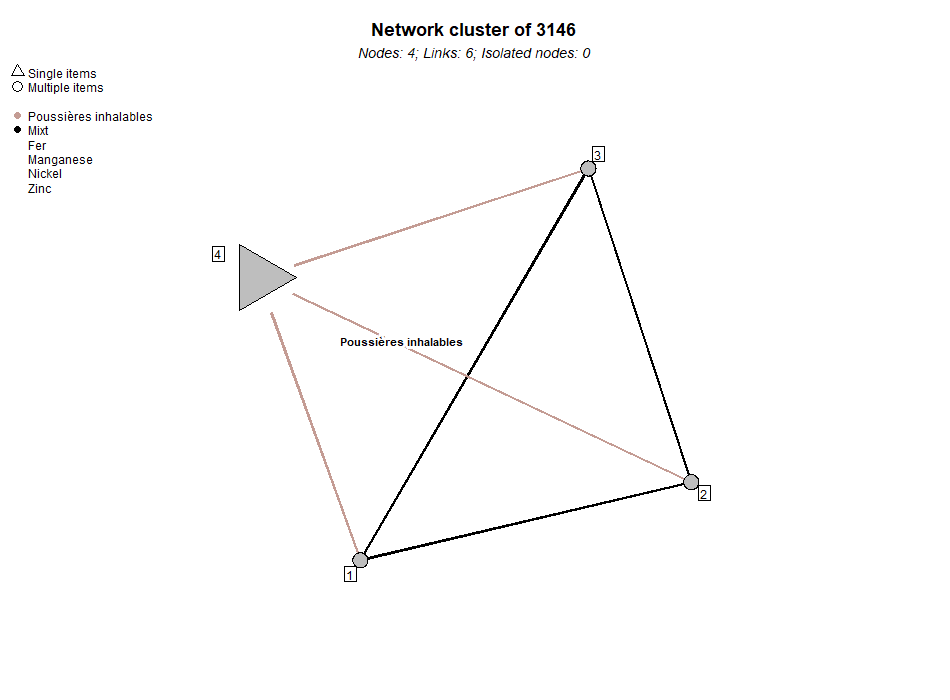 Network cluster of 3146
Nodes: 4; Links: 6; Isolated nodes: 0
Single items
Multiple items
Poussières inhalables
Mixt
Fer
Manganese
Nickel
Zinc
3
4
Poussières inhalables
2
1